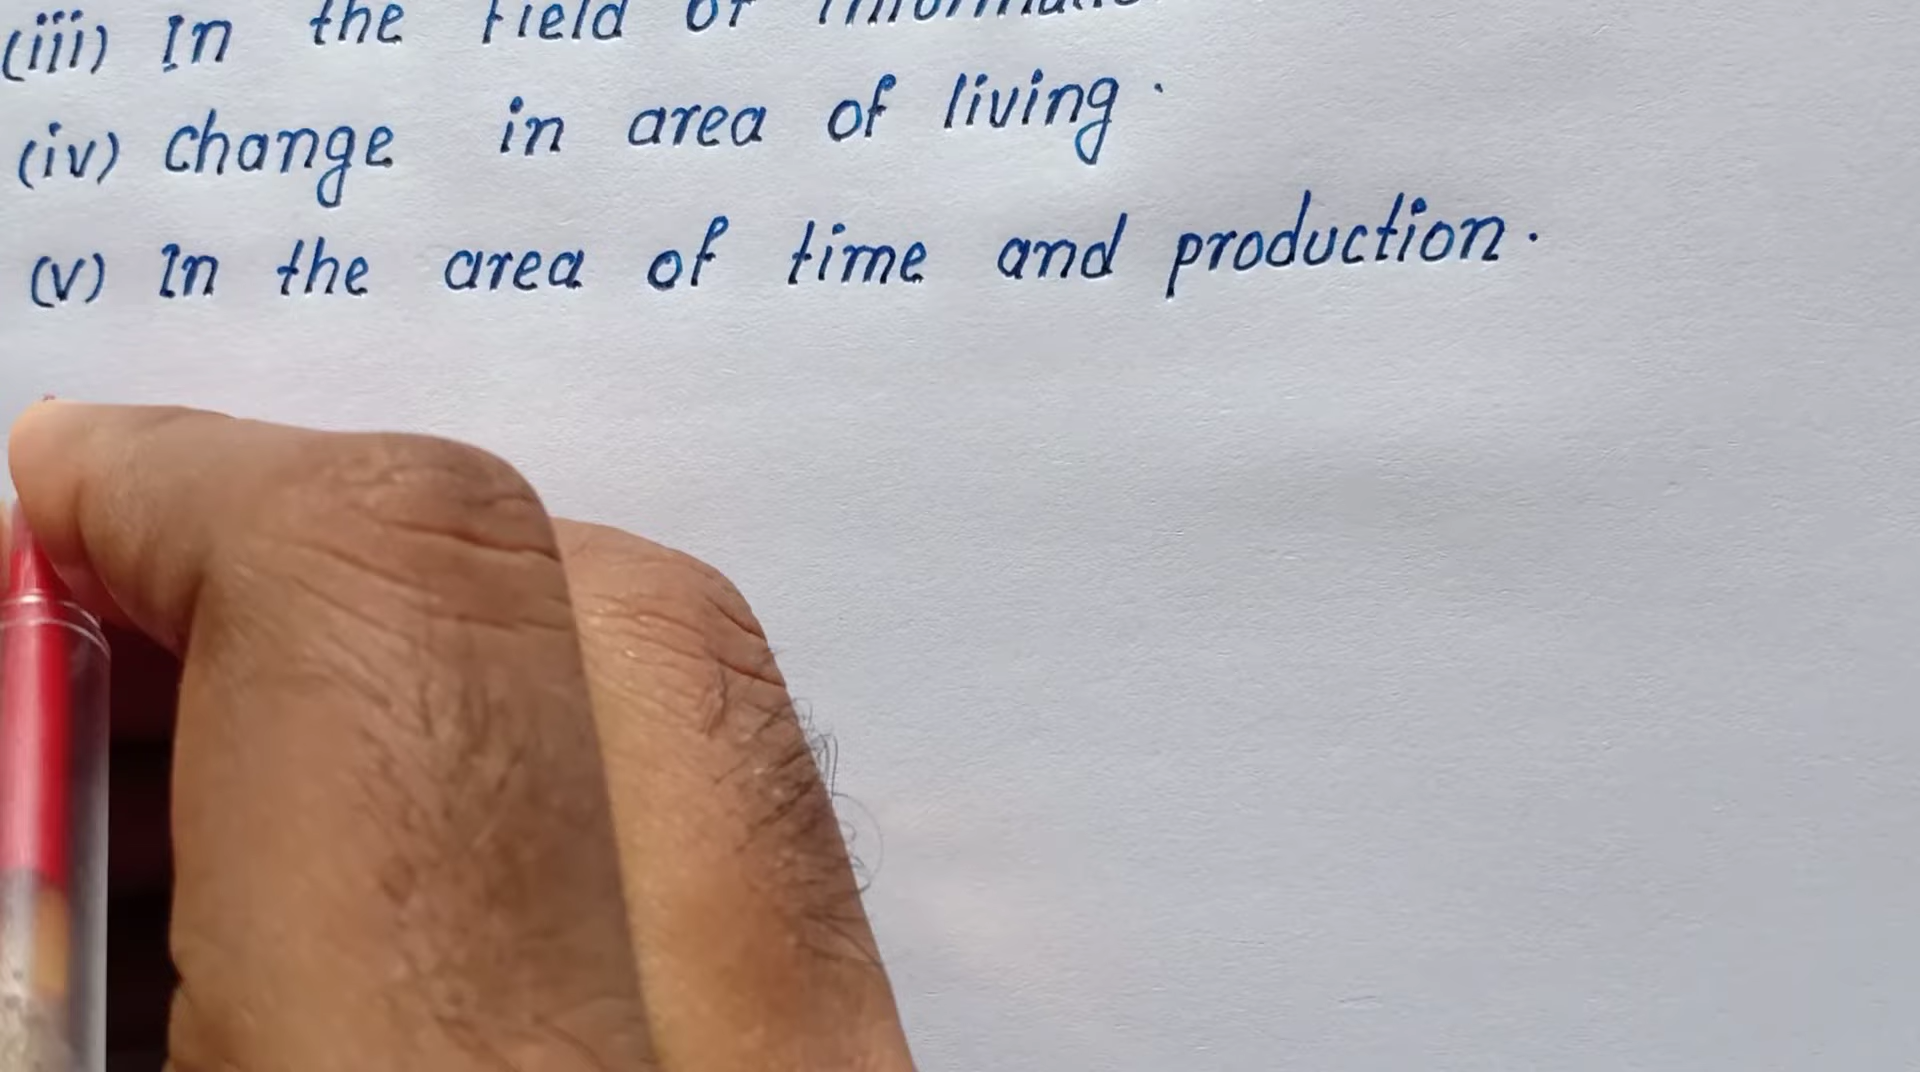 (iii) In the field of
(iv) change in area of living.
(v) In the area of time and production.